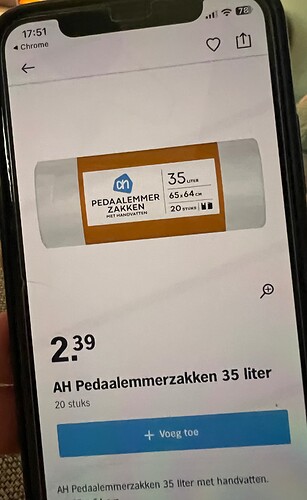 17:51
78
◀ Chrome
ah
PEDAALEMMER
ZAKKEN
MET HANDVATTEN
35 LITER
65 x 64 CM
20 STUKS
2.39
AH Pedaalemmerzakken 35 liter
20 stuks
+ Voeg toe
AH Pedaalemmerzakken 35 liter met handvatten.